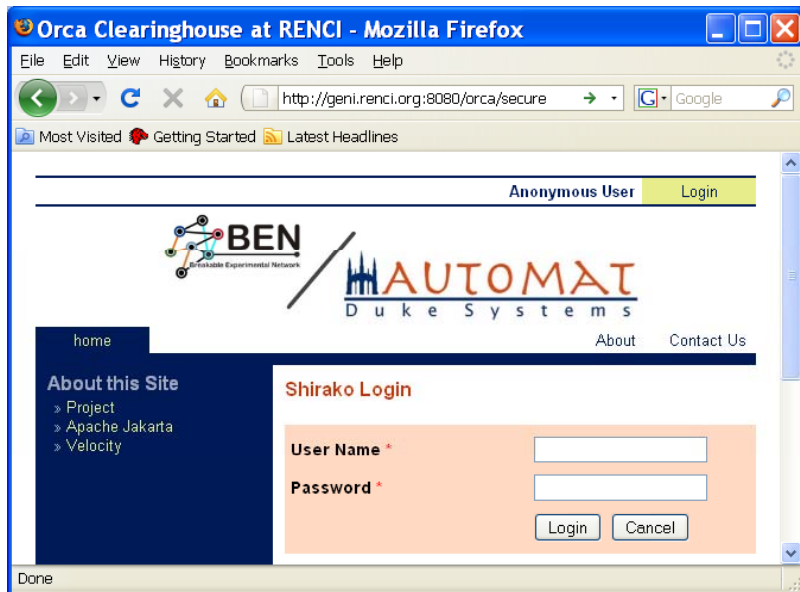 Orca Clearinghouse at RENCI - Mozilla Firefox
File Edit View History Bookmarks Tools Help
http://geni.renci.org:8080/orca/secure G Google
Most Visited Getting Started Latest Headlines
Anonymous User Login
BEN
Breakable Experimental Network
AUTOMAT
Duke Systems
home About Contact Us
About this Site
» Project
» Apache Jakarta
» Velocity
Shirako Login
User Name *
Password *
Login Cancel
Done